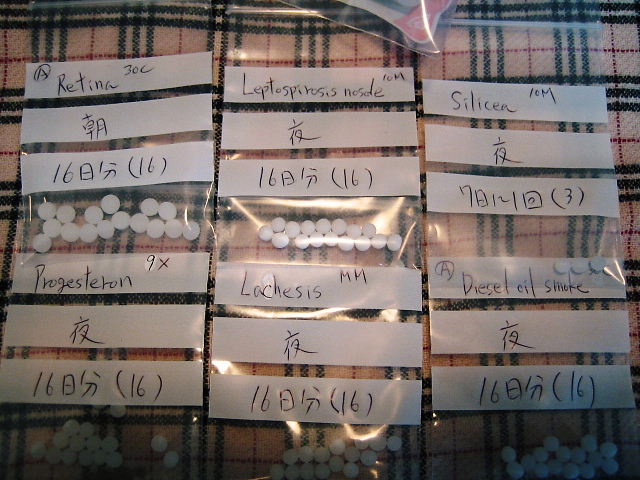 Ⓐ Retina 30C
朝
16日分(16)
Leptospirosis nosode 10M
夜
16日分(16)
Silicea 10M
夜
7日に1回(3)
Progesteron 9X
夜
16日分(16)
Lachesis MM
夜
16日分(16)
Ⓐ Diesel oil smoke
夜
16日分(16)